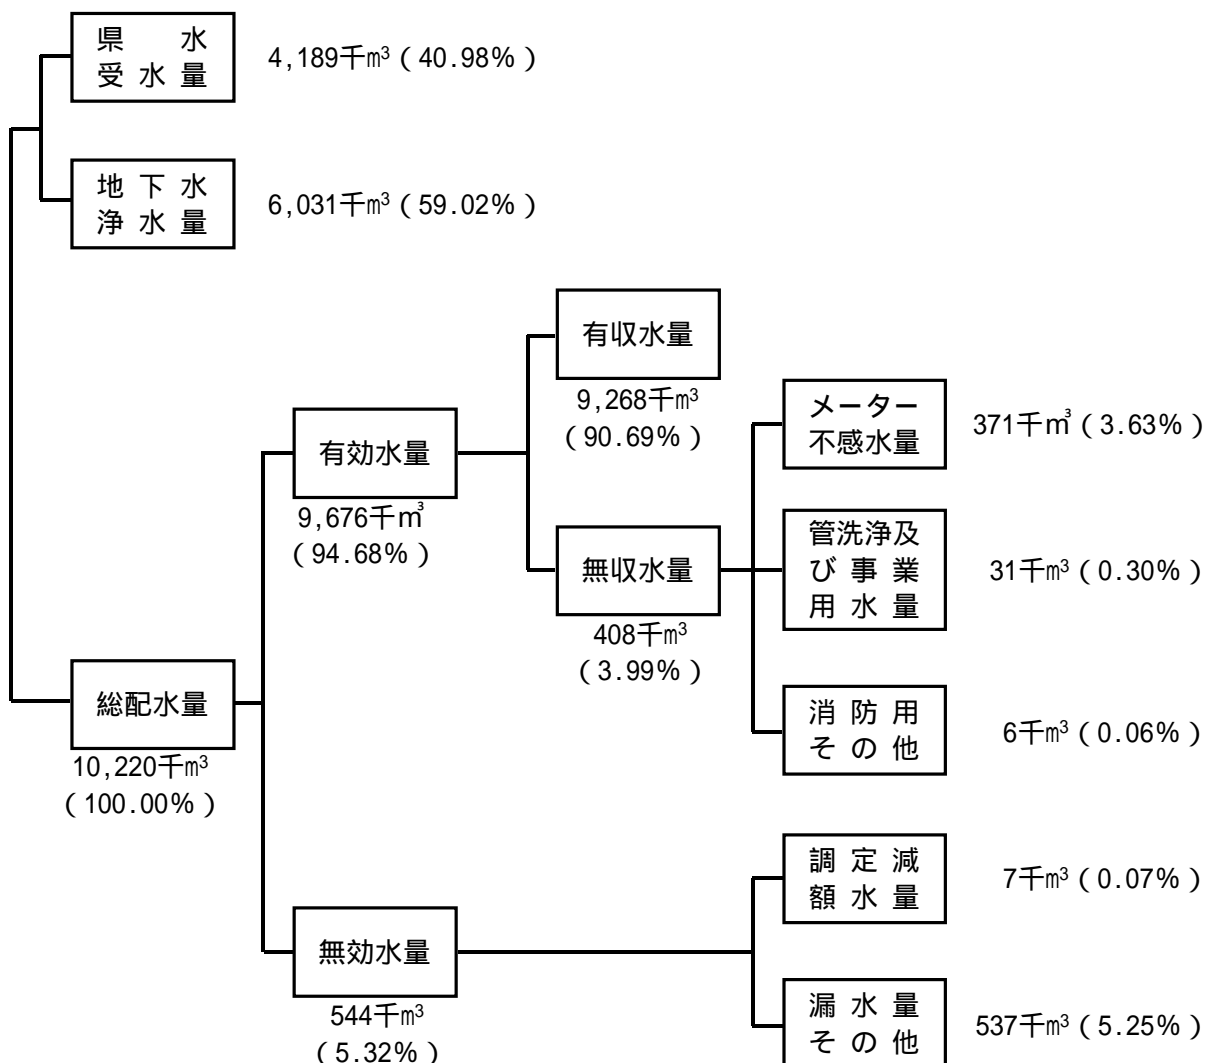 県　　水
受 水 量
4,189千m³ ( 40.98% )
地 下 水
浄 水 量
6,031千m³ ( 59.02% )
有収水量
9,268千m³
( 90.69% )
メーター
不感水量
371千㎥ ( 3.63% )
有効水量
9,676千㎥
( 94.68% )
管洗浄及
び 事 業
用 水 量
31千m³ ( 0.30% )
無収水量
408千m³
( 3.99% )
総配水量
10,220千m³
( 100.00% )
消 防 用
そ の 他
6千m³ ( 0.06% )
調 定 減
額 水 量
7千m³ ( 0.07% )
無効水量
544千m³
( 5.32% )
漏 水 量
そ の 他
537千m³ ( 5.25% )